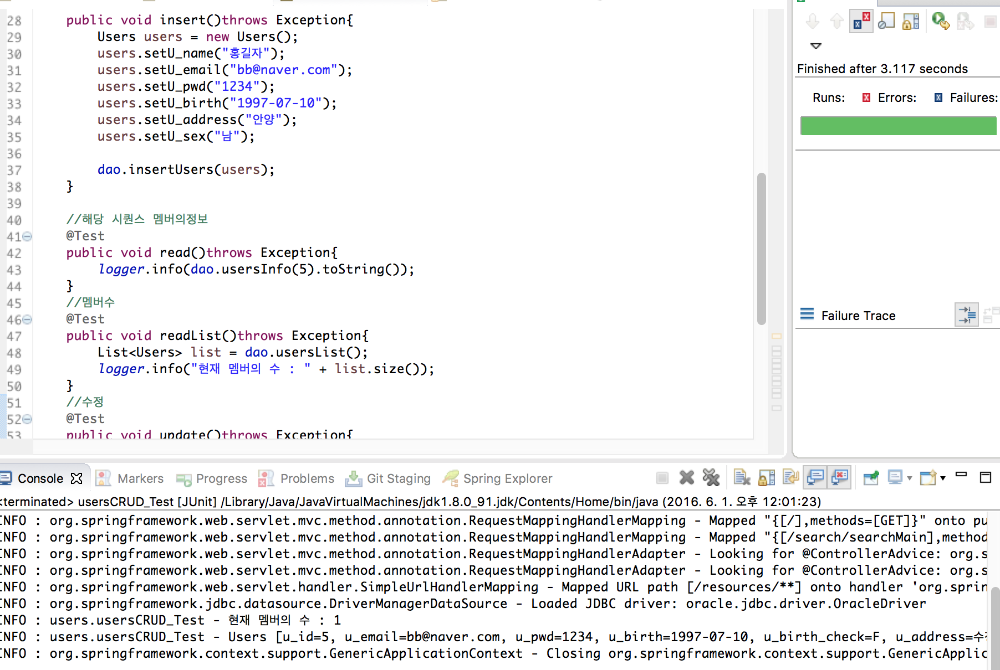 28 public void insert()throws Exception{
29 Users users = new Users();
30 users.setU_name("홍길자");
31 users.setU_email("bb@naver.com");
32 users.setU_pwd("1234");
33 users.setU_birth("1997-07-10");
34 users.setU_address("안양");
35 users.setU_sex("남");
36
37 dao.insertUsers(users);
38 }
39
40 //해당 시퀀스 멤버의정보
41 @Test
42 public void read()throws Exception{
43 logger.info(dao.usersInfo(5).toString());
44 }
45 //멤버수
46 @Test
47 public void readList()throws Exception{
48 List<Users> list = dao.usersList();
49 logger.info("현재 멤버의 수 : " + list.size());
50 }
51 //수정
52 @Test
53 public void update()throws Exception{
Finished after 3.117 seconds
Runs: Errors: Failures:
Failure Trace
Console Markers Progress Problems Git Staging Spring Explorer
<terminated> usersCRUD_Test [JUnit] /Library/Java/JavaVirtualMachines/jdk1.8.0_91.jdk/Contents/Home/bin/java (2016. 6. 1. 오후 12:01:23)
INFO : org.springframework.web.servlet.mvc.method.annotation.RequestMappingHandlerMapping - Mapped "{[/],methods=[GET]}" onto pu
INFO : org.springframework.web.servlet.mvc.method.annotation.RequestMappingHandlerMapping - Mapped "{[/search/searchMain],method
INFO : org.springframework.web.servlet.mvc.method.annotation.RequestMappingHandlerAdapter - Looking for @ControllerAdvice: org.s
INFO : org.springframework.web.servlet.mvc.method.annotation.RequestMappingHandlerAdapter - Looking for @ControllerAdvice: org.s
INFO : org.springframework.web.servlet.handler.SimpleUrlHandlerMapping - Mapped URL path [/resources/**] onto handler 'org.sprin
INFO : org.springframework.jdbc.datasource.DriverManagerDataSource - Loaded JDBC driver: oracle.jdbc.driver.OracleDriver
INFO : users.usersCRUD_Test - 현재 멤버의 수 : 1
INFO : users.usersCRUD_Test - Users [u_id=5, u_email=bb@naver.com, u_pwd=1234, u_birth=1997-07-10, u_birth_check=F, u_address=수
INFO : org.springframework.context.support.GenericApplicationContext - Closing org.springframework.context.support.GenericApplic